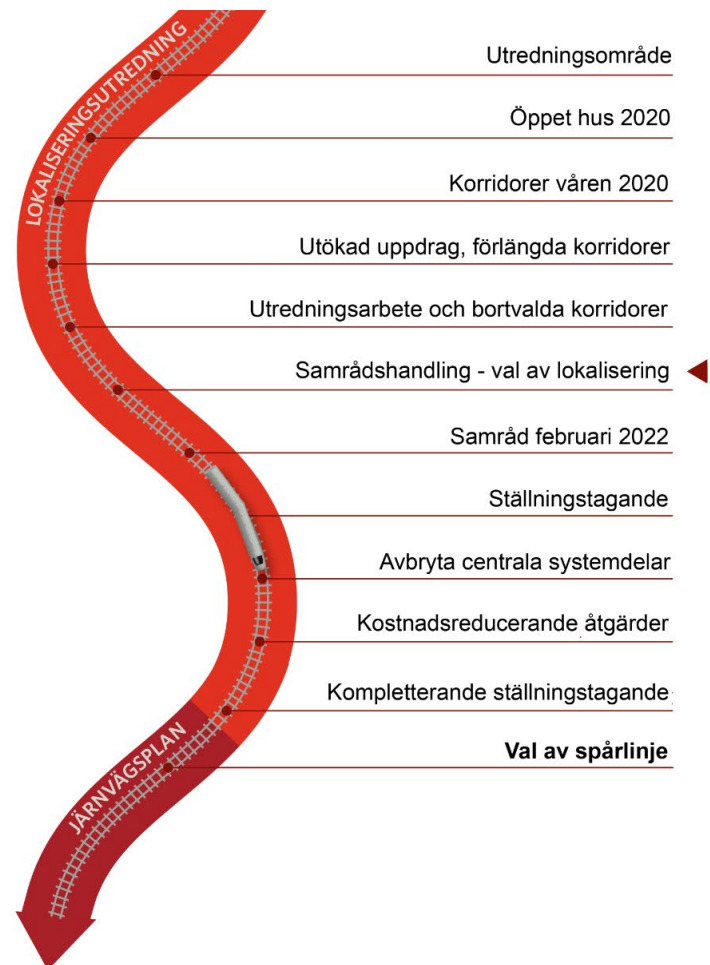 LOKALISERINGSUTREDNING
Utredningsområde
Öppet hus 2020
Korridorer våren 2020
Utökad uppdrag, förlängda korridorer
Utredningsarbete och bortvalda korridorer
Samrådshandling - val av lokalisering
Samråd februari 2022
Ställningstagande
Avbryta centrala systemdelar
Kostnadsreducerande åtgärder
Kompletterande ställningstagande
Val av spårlinje
JÄRNVÄGSPLAN